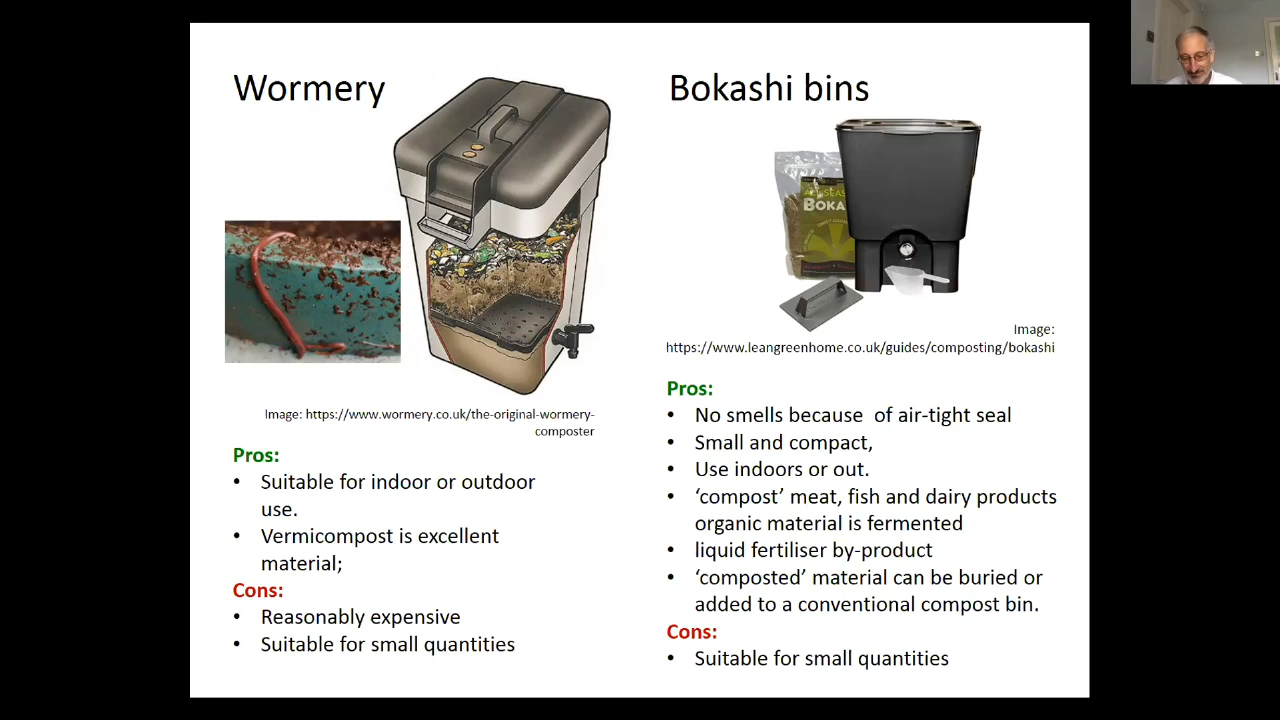 Wormery
Image: https://www.wormery.co.uk/the-original-wormery-
composter
Pros:
• Suitable for indoor or outdoor
use.
• Vermicompost is excellent
material;
Cons:
• Reasonably expensive
• Suitable for small quantities
Bokashi bins
BOKA
Image:
https://www.leangreenhome.co.uk/guides/composting/bokashi
Pros:
• No smells because  of air-tight seal
• Small and compact,
• Use indoors or out.
• ‘compost’ meat, fish and dairy products
organic material is fermented
• liquid fertiliser by-product
• ‘composted’ material can be buried or
added to a conventional compost bin.
Cons:
• Suitable for small quantities